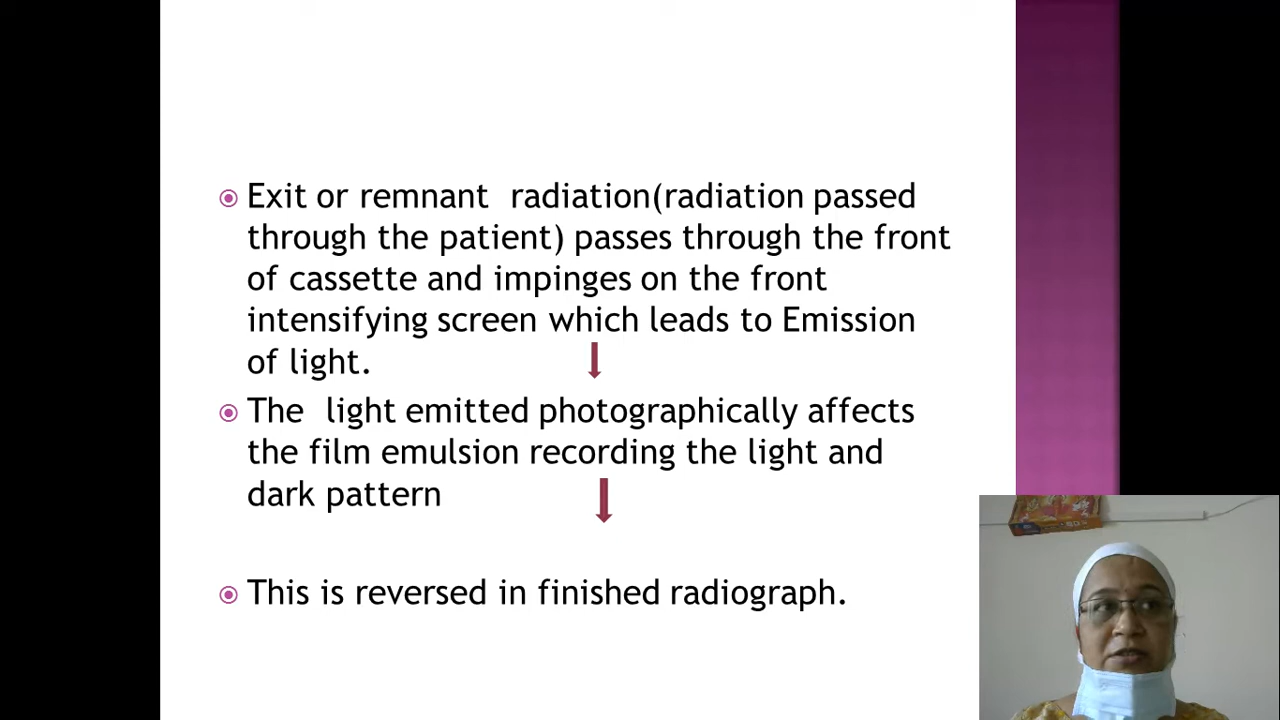 Exit or remnant radiation(radiation passed
through the patient) passes through the front
of cassette and impinges on the front
intensifying screen which leads to Emission
of light.
The light emitted photographically affects
the film emulsion recording the light and
dark pattern
This is reversed in finished radiograph.